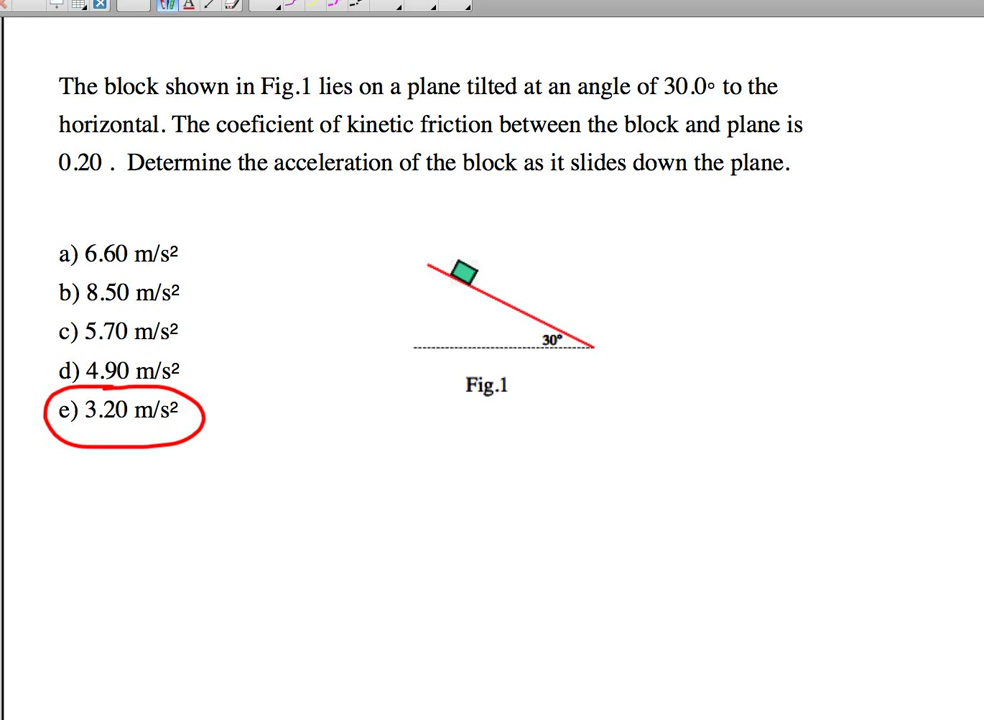 The block shown in Fig.1 lies on a plane tilted at an angle of 30.0° to the
horizontal. The coeficient of kinetic friction between the block and plane is
0.20 . Determine the acceleration of the block as it slides down the plane.
a) 6.60 m/s²
b) 8.50 m/s²
c) 5.70 m/s²
d) 4.90 m/s²
e) 3.20 m/s²
30°
Fig.1